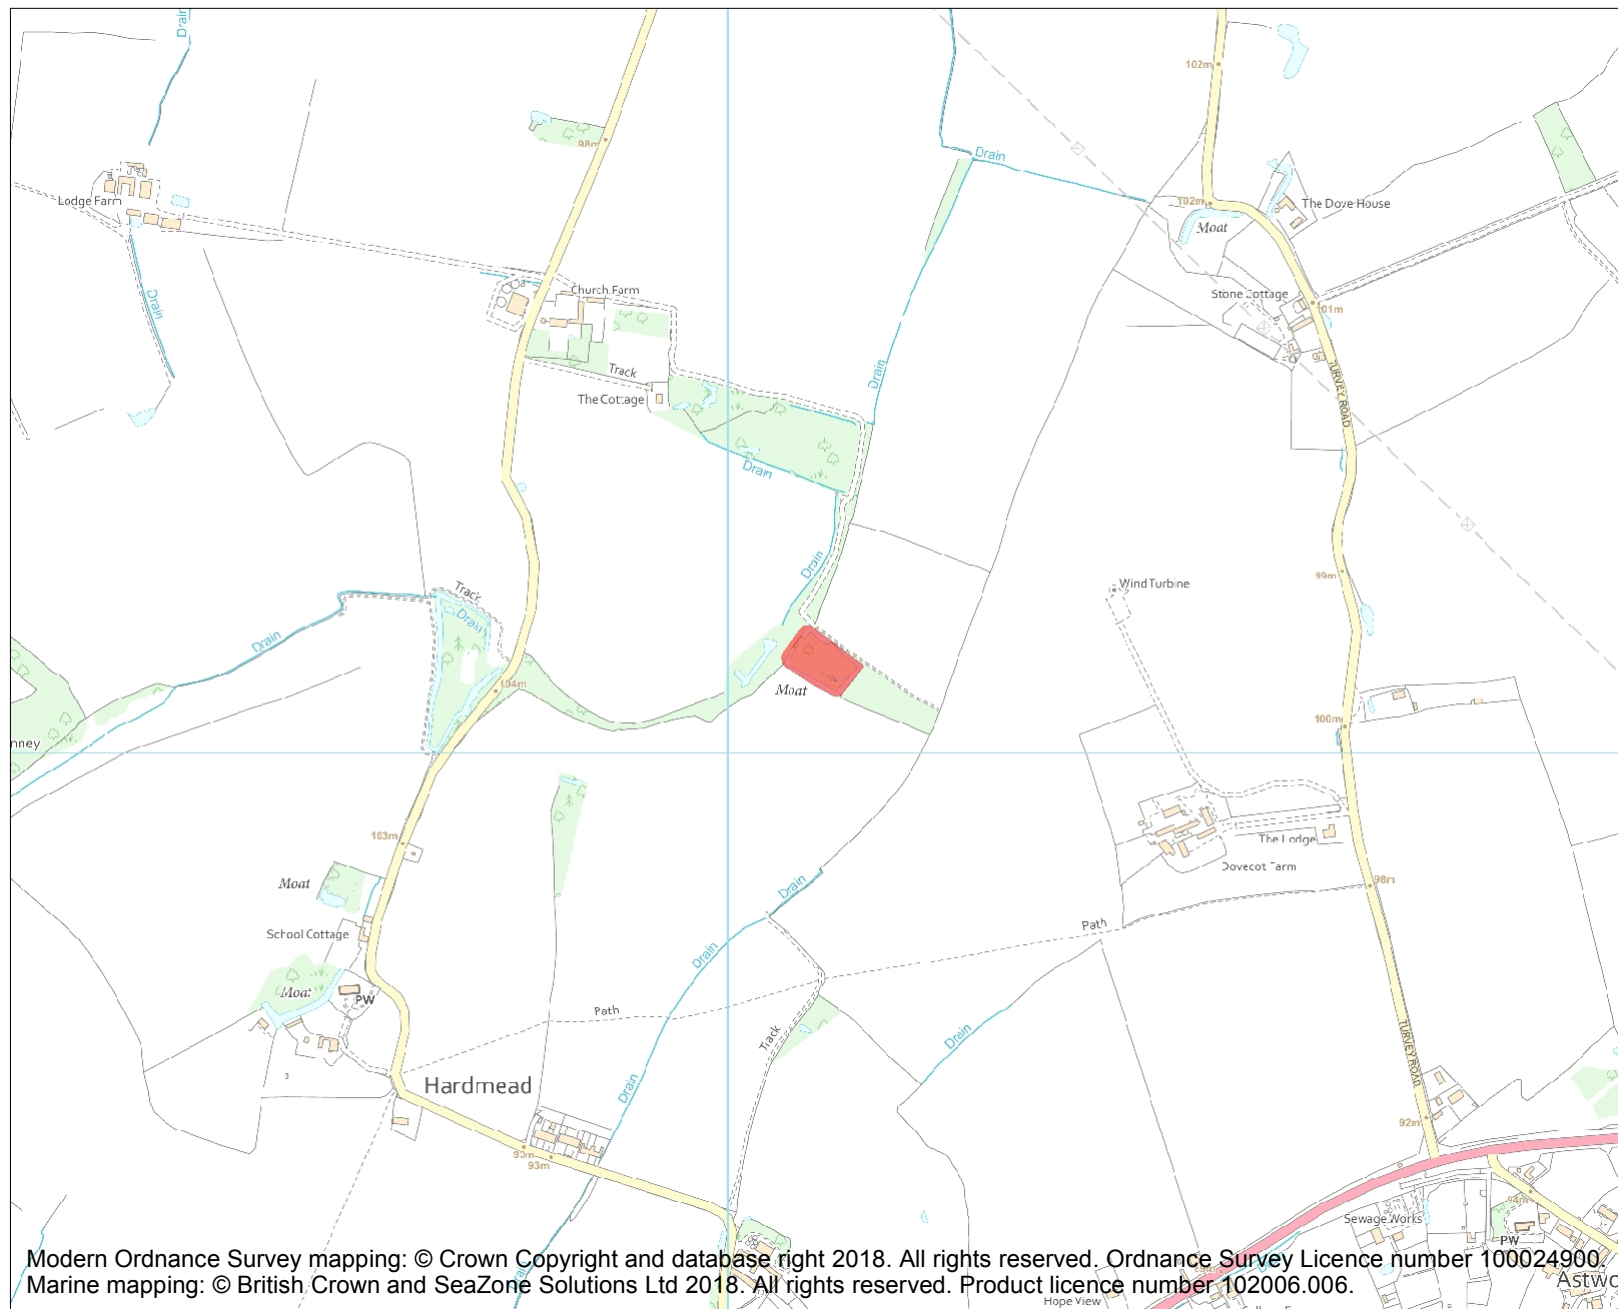 Drain
102m
98m
Drain
Lodge Farm
102m
The Dove House
Moat
Church Farm
Stone Cottage
Drain
101m
Track
Drain
TURVEY ROAD
The Cottage
Drain
Drain
99m
Wind Turbine
Track
Drain
Drain
104m
Moat
100m
nney
103m
The Lodge
Dovecot Farm
98m
Moat
Drain
Path
School Cottage
Drain
Moat
PW
Path
Track
Drain
TURVEY ROAD
Hardmead
Drain
92m
93m
93m
94m
Sewage Works
PW
Modern Ordnance Survey mapping: © Crown Copyright and database right 2018. All rights reserved. Ordnance Survey Licence number 100024900.
Marine mapping: © British Crown and SeaZone Solutions Ltd 2018. All rights reserved. Product licence number 102006.006.
Drain
Astwo
Hope View